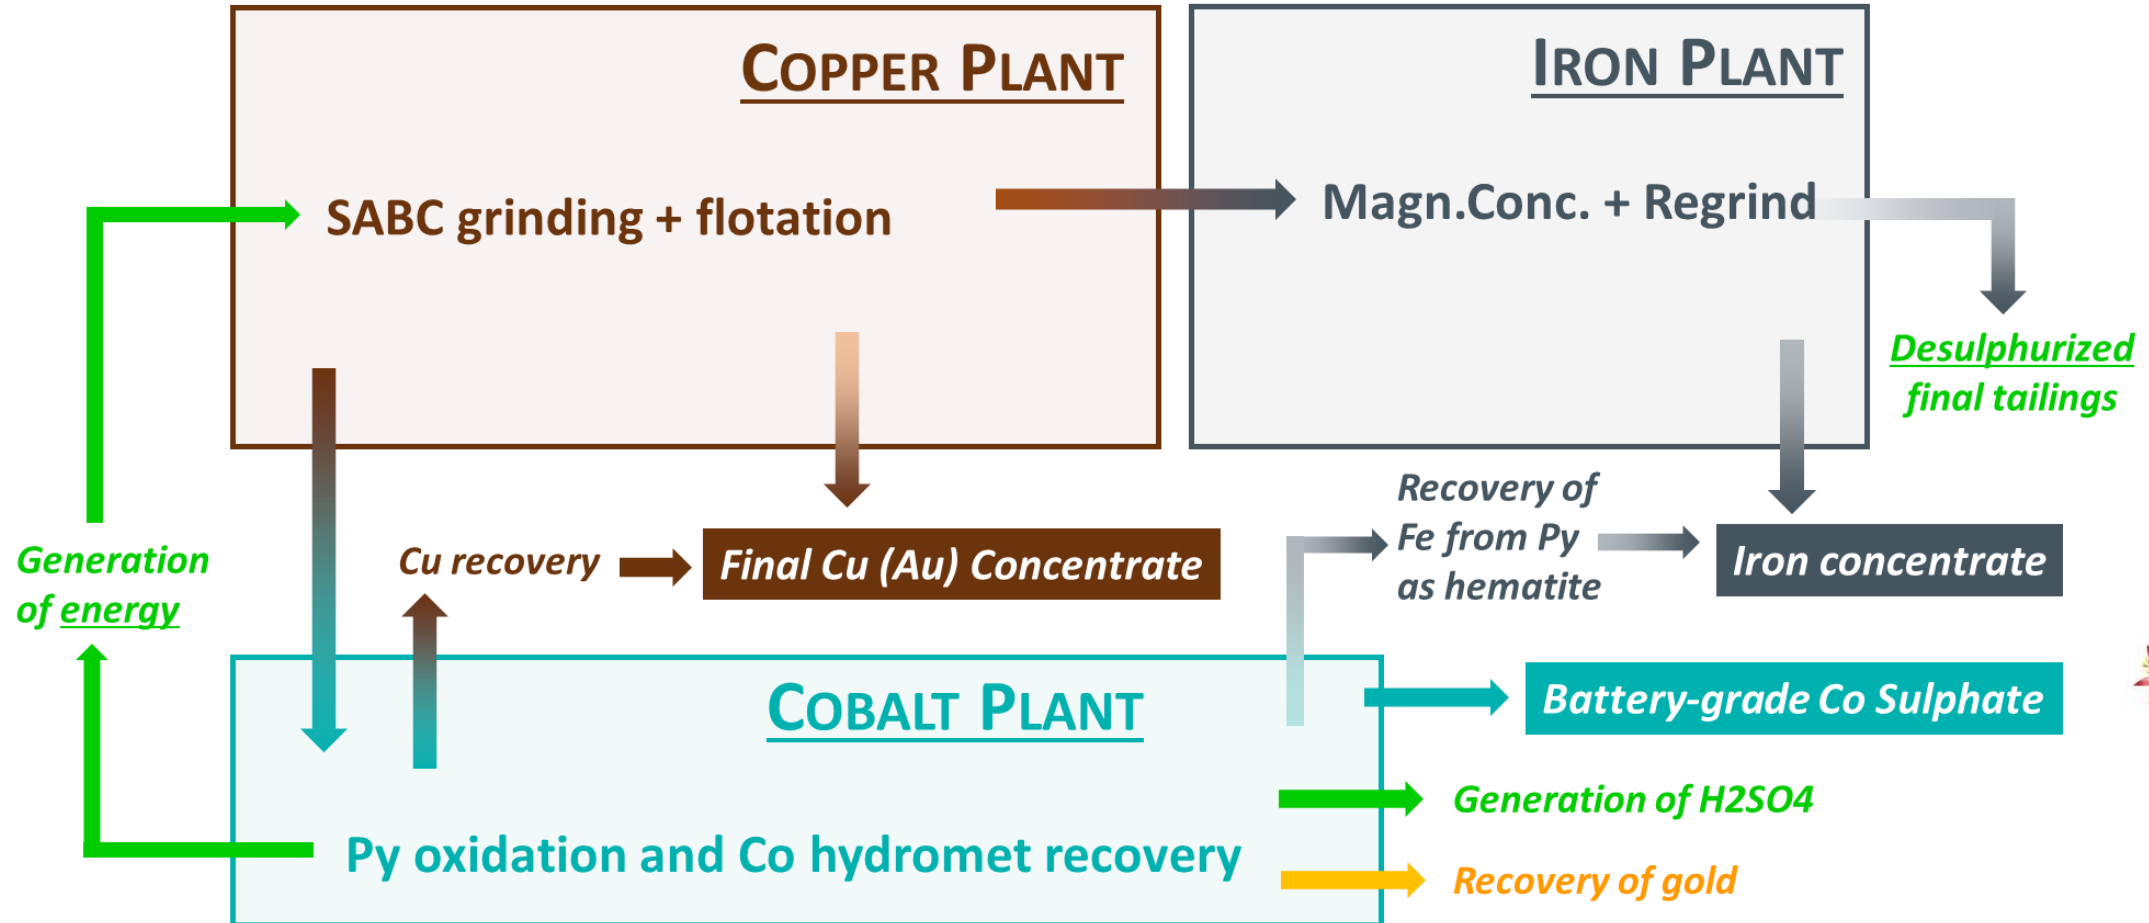 COPPER PLANT
IRON PLANT
SABC grinding + flotation
Magn.Conc. + Regrind
Desulphurized
final tailings
Generation
of energy
Cu recovery
Final Cu (Au) Concentrate
Recovery of
Fe from Py
as hematite
Iron concentrate
COBALT PLANT
Battery-grade Co Sulphate
Py oxidation and Co hydromet recovery
Generation of H2SO4
Recovery of gold